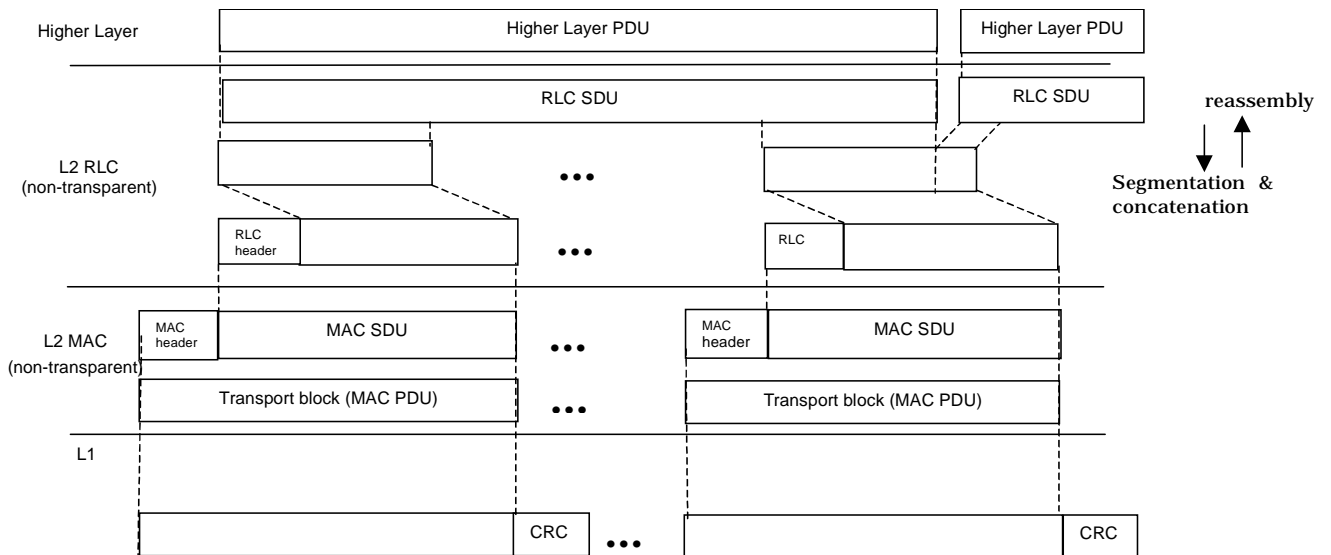 Higher Layer
Higher Layer PDU
Higher Layer PDU
RLC SDU
RLC SDU
reassembly
L2 RLC
(non-transparent)
•••
Segmentation &
concatenation
RLC
header
•••
RLC
L2 MAC
(non-transparent)
MAC
header
MAC SDU
•••
MAC
header
MAC SDU
Transport block (MAC PDU)
•••
Transport block (MAC PDU)
L1
CRC
•••
CRC